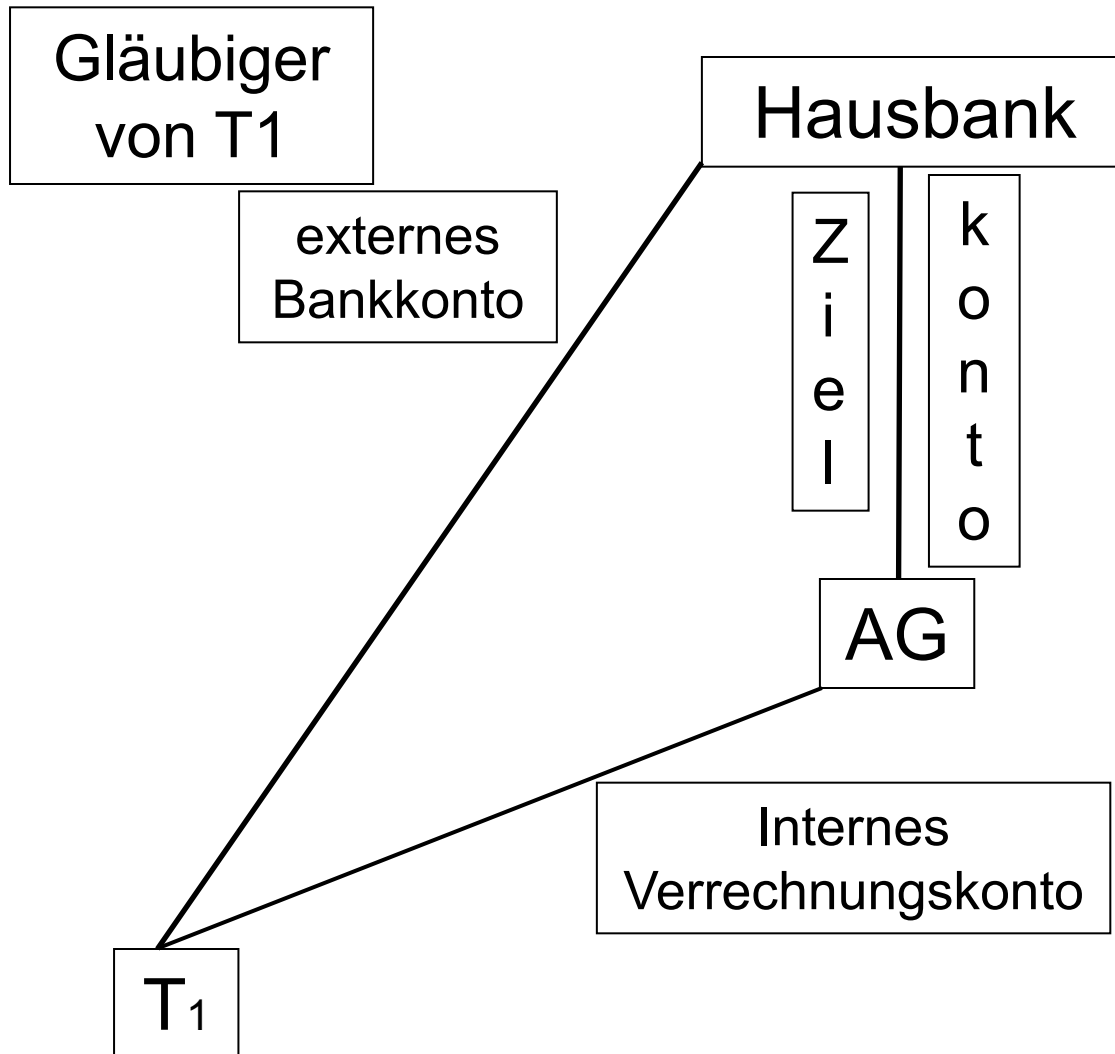 Gläubiger
von T1
Hausbank
externes
Bankkonto
Z
i
e
l
k
o
n
t
o
AG
Internes
Verrechnungskonto
T1